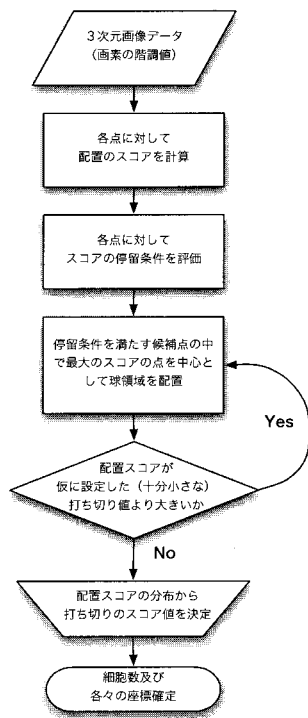 3次元画像データ
(画素の階調値)
各点に対して
配置のスコアを計算
各点に対して
スコアの停留条件を評価
停留条件を満たす候補点の中
で最大のスコアの点を中心と
して球領域を配置
Yes
配置スコアが
仮に設定した(十分小さな)
打ち切り値より大きいか
No
配置スコアの分布から
打ち切りのスコア値を決定
細胞数及び
各々の座標確定